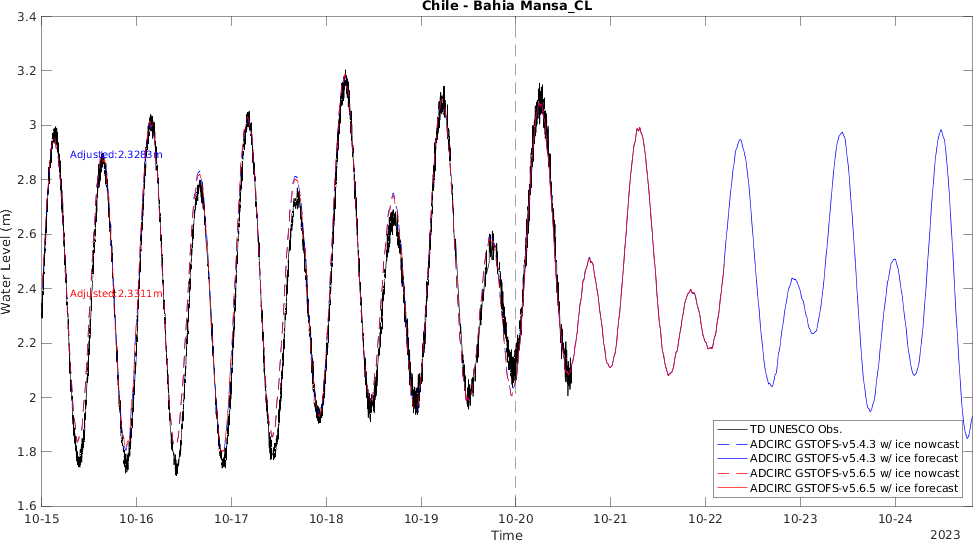 Chile - Bahia Mansa_CL
3.4
3.2
3
2.8
2.6
2.4
2.2
2
1.8
1.6
Water Level (m)
Adjusted:2.3283m
Adjusted:2.3311m
TD UNESCO Obs.
ADCIRC GSTOFS-v5.4.3 w/ ice nowcast
ADCIRC GSTOFS-v5.4.3 w/ ice forecast
ADCIRC GSTOFS-v5.6.5 w/ ice nowcast
ADCIRC GSTOFS-v5.6.5 w/ ice forecast
10-15 10-16 10-17 10-18 10-19 10-20 10-21 10-22 10-23 10-24
Time
2023